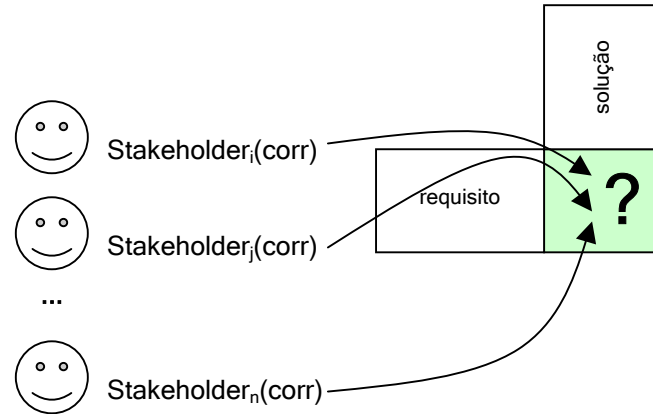 solução
Stakeholderᵢ(corr)
requisito
?
Stakeholderⱼ(corr)
...
Stakeholderₙ(corr)